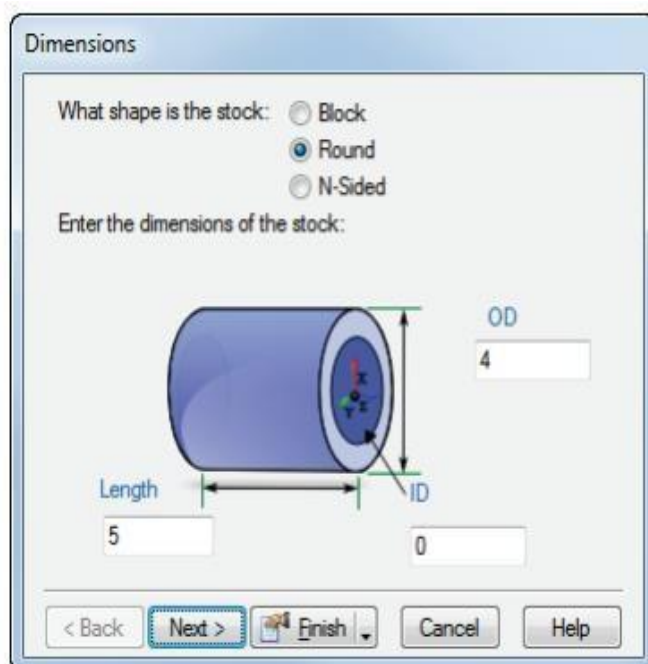 Dimensions
What shape is the stock: Block
Round
N-Sided
Enter the dimensions of the stock:
OD
4
X
Y Z
Length
ID
5
0
< Back Next > Finish Cancel Help